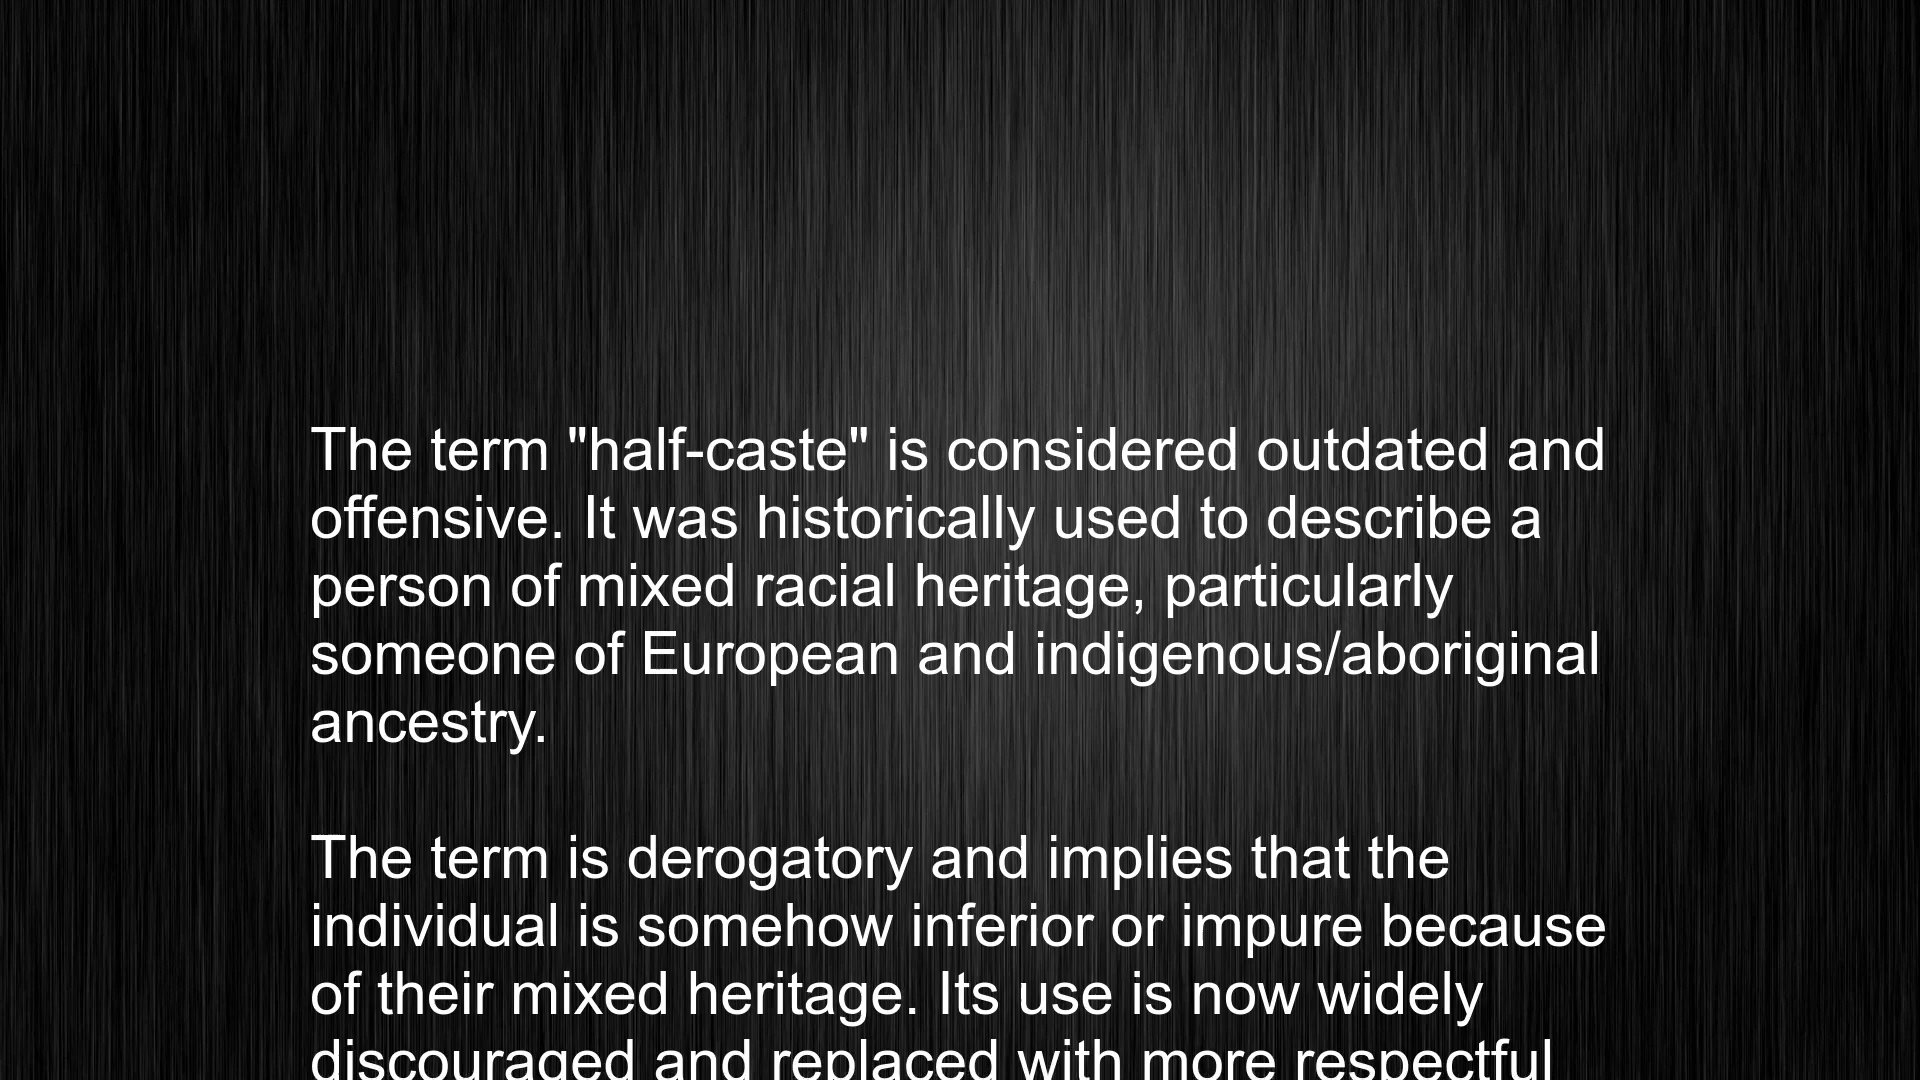 The term "half-caste" is considered outdated and
offensive. It was historically used to describe a
person of mixed racial heritage, particularly
someone of European and indigenous/aboriginal
ancestry.
The term is derogatory and implies that the
individual is somehow inferior or impure because
of their mixed heritage. Its use is now widely
discouraged and replaced with more respectful